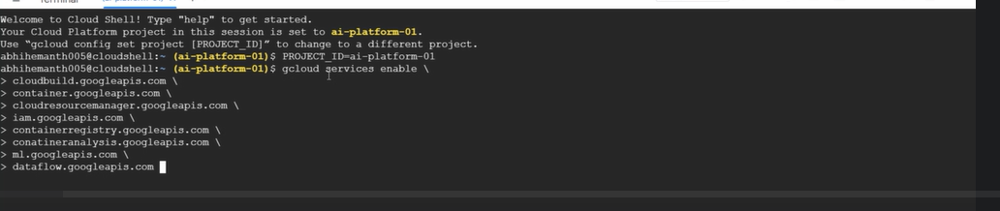 Welcome to Cloud Shell! Type "help" to get started.
Your Cloud Platform project in this session is set to ai-platform-01.
Use “gcloud config set project [PROJECT_ID]” to change to a different project.
abhihemanth005@cloudshell:~ (ai-platform-01)$ PROJECT_ID=ai-platform-01
abhihemanth005@cloudshell:~ (ai-platform-01)$ gcloud services enable \
> cloudbuild.googleapis.com \
> container.googleapis.com \
> cloudresourcemanager.googleapis.com \
> iam.googleapis.com \
> containerregistry.googleapis.com \
> conatineranalysis.googleapis.com \
> ml.googleapis.com \
> dataflow.googleapis.com